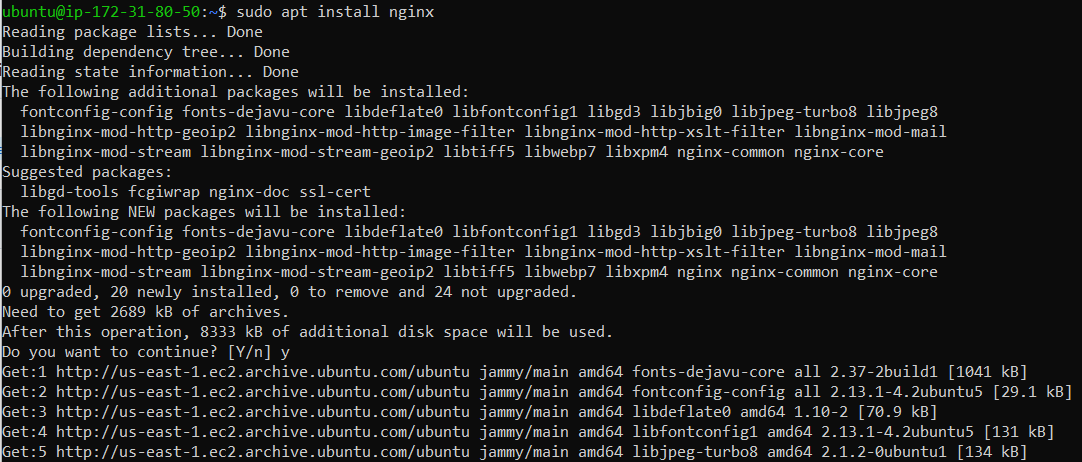 ubuntu@ip-172-31-80-50:~$ sudo apt install nginx
Reading package lists... Done
Building dependency tree... Done
Reading state information... Done
The following additional packages will be installed:
  fontconfig-config fonts-dejavu-core libdeflate0 libfontconfig1 libgd3 libjbig0 libjpeg-turbo8 libjpeg8
  libnginx-mod-http-geoip2 libnginx-mod-http-image-filter libnginx-mod-http-xslt-filter libnginx-mod-mail
  libnginx-mod-stream libnginx-mod-stream-geoip2 libtiff5 libwebp7 libxpm4 nginx-common nginx-core
Suggested packages:
  libgd-tools fcgiwrap nginx-doc ssl-cert
The following NEW packages will be installed:
  fontconfig-config fonts-dejavu-core libdeflate0 libfontconfig1 libgd3 libjbig0 libjpeg-turbo8 libjpeg8
  libnginx-mod-http-geoip2 libnginx-mod-http-image-filter libnginx-mod-http-xslt-filter libnginx-mod-mail
  libnginx-mod-stream libnginx-mod-stream-geoip2 libtiff5 libwebp7 libxpm4 nginx nginx-common nginx-core
0 upgraded, 20 newly installed, 0 to remove and 24 not upgraded.
Need to get 2689 kB of archives.
After this operation, 8333 kB of additional disk space will be used.
Do you want to continue? [Y/n] y
Get:1 http://us-east-1.ec2.archive.ubuntu.com/ubuntu jammy/main amd64 fonts-dejavu-core all 2.37-2build1 [1041 kB]
Get:2 http://us-east-1.ec2.archive.ubuntu.com/ubuntu jammy/main amd64 fontconfig-config all 2.13.1-4.2ubuntu5 [29.1 kB]
Get:3 http://us-east-1.ec2.archive.ubuntu.com/ubuntu jammy/main amd64 libdeflate0 amd64 1.10-2 [70.9 kB]
Get:4 http://us-east-1.ec2.archive.ubuntu.com/ubuntu jammy/main amd64 libfontconfig1 amd64 2.13.1-4.2ubuntu5 [131 kB]
Get:5 http://us-east-1.ec2.archive.ubuntu.com/ubuntu jammy/main amd64 libjpeg-turbo8 amd64 2.1.2-0ubuntu1 [134 kB]